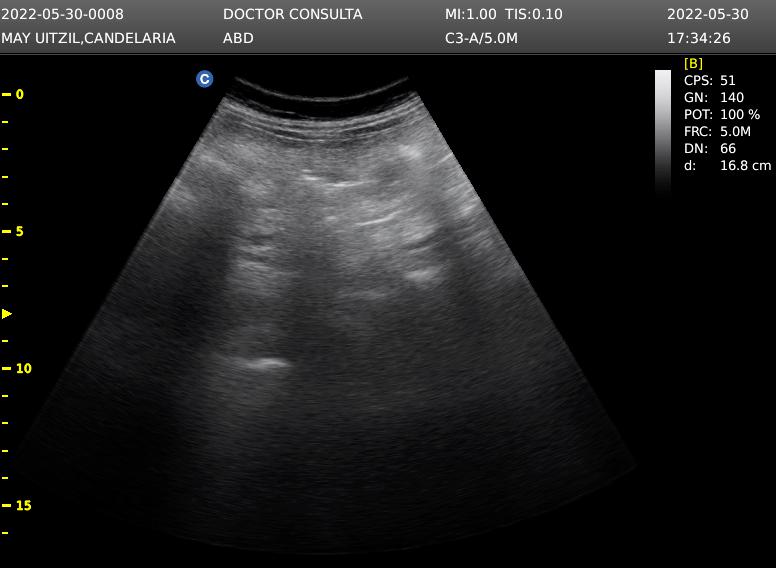 2022-05-30-0008 DOCTOR CONSULTA MI:1.00 TIS:0.10 2022-05-30
MAY UITZIL,CANDELARIA ABD C3-A/5.0M 17:34:26
C
[B]
CPS: 51
GN: 140
POT: 100 %
FRC: 5.0M
DN: 66
d: 16.8 cm
0
5
10
15